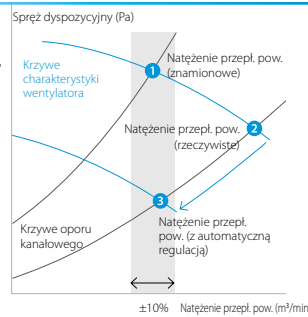 Spręż dyspozycyjny (Pa)
Krzywe
charakterystyki
wentylatora
1
Natężenie przepł. pow.
(znamionowe)
Natężenie przepł. pow.
(rzeczywiste)
2
3
Krzywe oporu
kanałowego
Natężenie przepł.
pow. (z automatyczną
regulacją)
±10% Natężenie przepł. pow. (m³/min